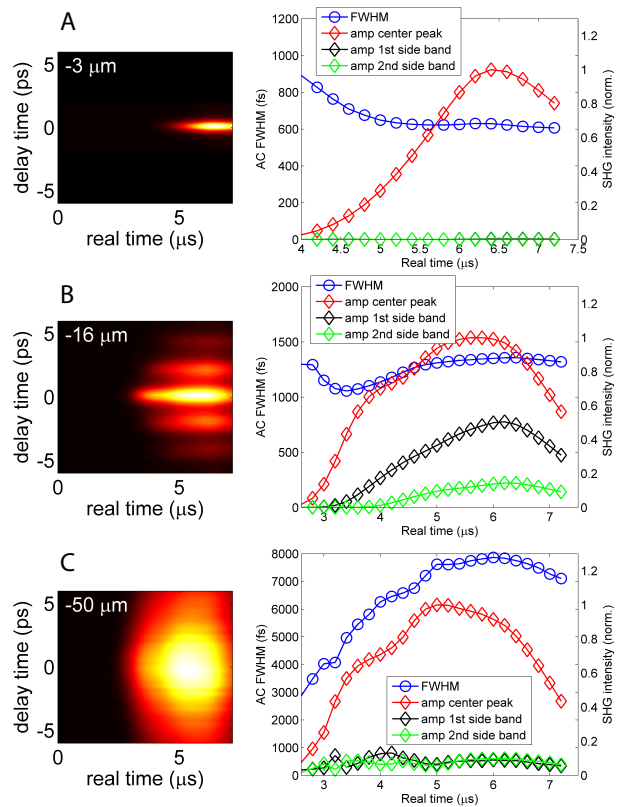 A
-3 μm
delay time (ps)
5
0
-5
0
5
real time (μs)
FWHM
amp center peak
amp 1st side band
amp 2nd side band
AC FWHM (fs)
1200
1000
800
600
400
200
0
4
4.5
5
5.5
6
6.5
7
7.5
Real time (μs)
1
0.8
0.6
0.4
0.2
0
SHG intensity (norm.)
B
-16 μm
delay time (ps)
5
0
-5
0
5
real time (μs)
FWHM
amp center peak
amp 1st side band
amp 2nd side band
AC FWHM (fs)
2000
1500
1000
500
0
3
4
5
6
7
Real time (μs)
1.2
1
0.8
0.6
0.4
0.2
0
SHG intensity (norm.)
C
-50 μm
delay time (ps)
5
0
-5
0
5
real time (μs)
FWHM
amp center peak
amp 1st side band
amp 2nd side band
AC FWHM (fs)
8000
7000
6000
5000
4000
3000
2000
1000
0
3
4
5
6
7
Real time (μs)
1.2
1
0.8
0.6
0.4
0.2
0
SHG intensity (norm.)